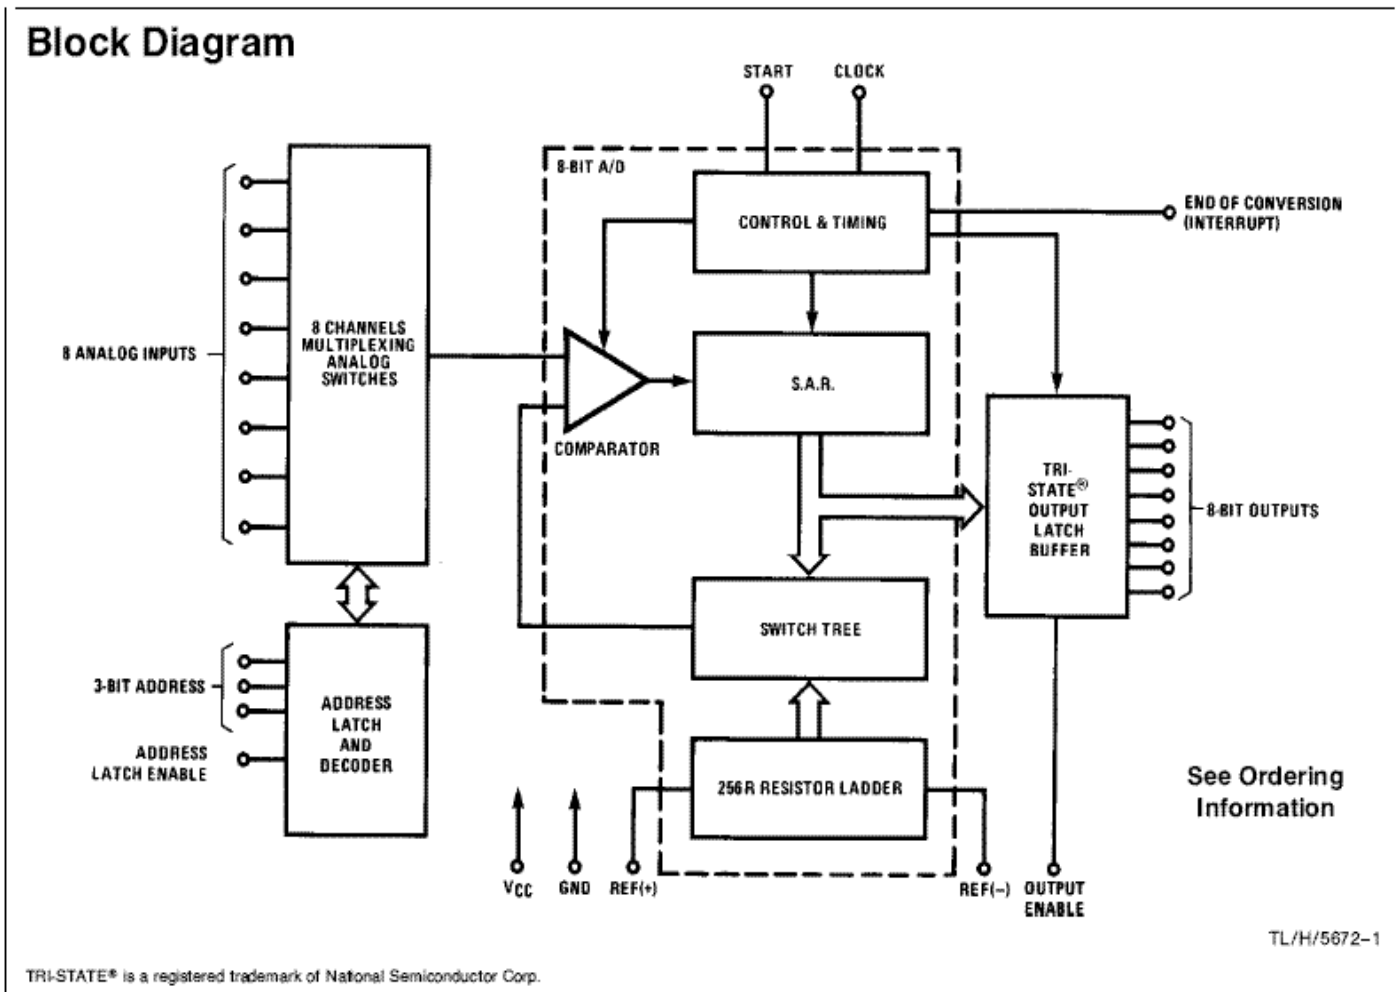 Block Diagram
START
CLOCK
8-BIT A/D
CONTROL & TIMING
END OF CONVERSION
(INTERRUPT)
8 ANALOG INPUTS
8 CHANNELS
MULTIPLEXING
ANALOG
SWITCHES
S.A.R.
COMPARATOR
TRI-
STATE®
OUTPUT
LATCH
BUFFER
8-BIT OUTPUTS
SWITCH TREE
3-BIT ADDRESS
ADDRESS
LATCH ENABLE
ADDRESS
LATCH
AND
DECODER
256R RESISTOR LADDER
See Ordering
Information
VCC
GND
REF(+)
REF(−)
OUTPUT
ENABLE
TL/H/5672–1
TRI-STATE® is a registered trademark of National Semiconductor Corp.